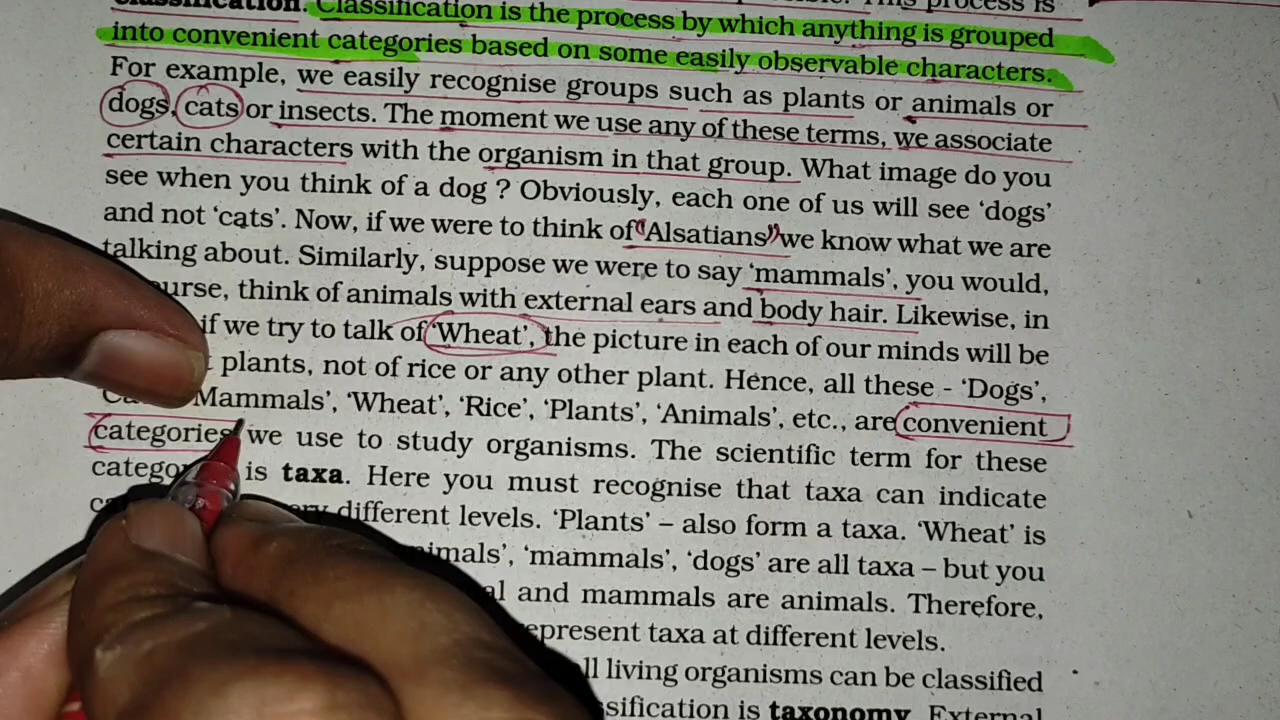 classification. Classification is the process by which anything is grouped
into convenient categories based on some easily observable characters.
For example, we easily recognise groups such as plants or animals or
dogs, cats or insects. The moment we use any of these terms, we associate
certain characters with the organism in that group. What image do you
see when you think of a dog ? Obviously, each one of us will see ‘dogs’
and not ‘cats’. Now, if we were to think of ‘Alsatians’ we know what we are
talking about. Similarly, suppose we were to say ‘mammals’, you would,
think of animals with external ears and body hair. Likewise, in
if we try to talk of ‘Wheat’, the picture in each of our minds will be
plants, not of rice or any other plant. Hence, all these - ‘Dogs’,
Mammals’, ‘Wheat’, ‘Rice’, ‘Plants’, ‘Animals’, etc., are convenient
categories we use to study organisms. The scientific term for these
is taxa. Here you must recognise that taxa can indicate
different levels. ‘Plants’ – also form a taxa. ‘Wheat’ is
‘mammals’, ‘dogs’ are all taxa – but you
and mammals are animals. Therefore,
represent taxa at different levels.
living organisms can be classified
is taxonomy. External